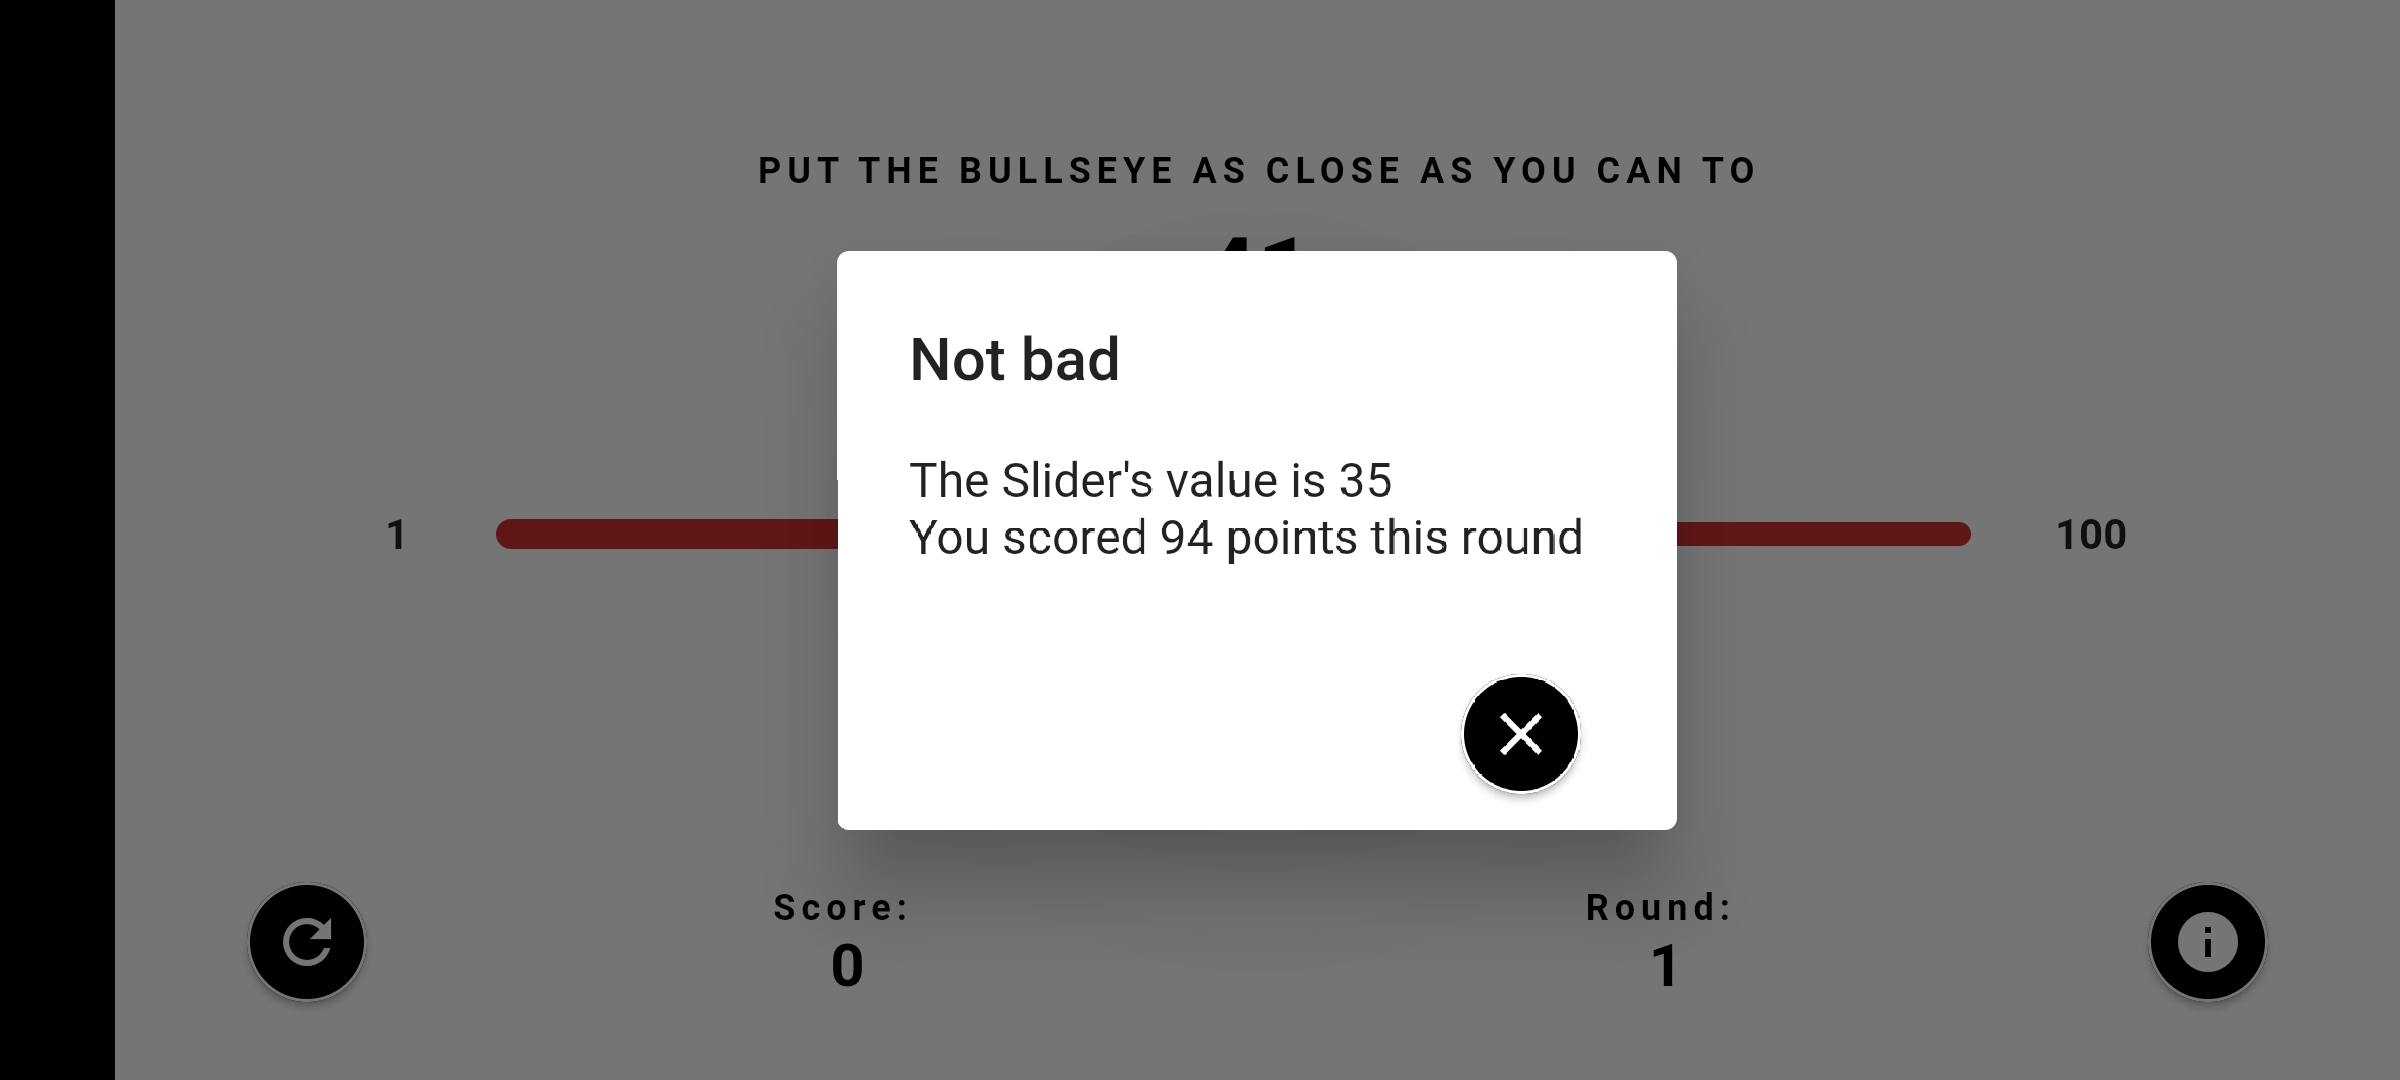 PUT THE BULLSEYE AS CLOSE AS YOU CAN TO
41
Not bad
The Slider's value is 35
You scored 94 points this round
1
100
Score:
0
Round:
1